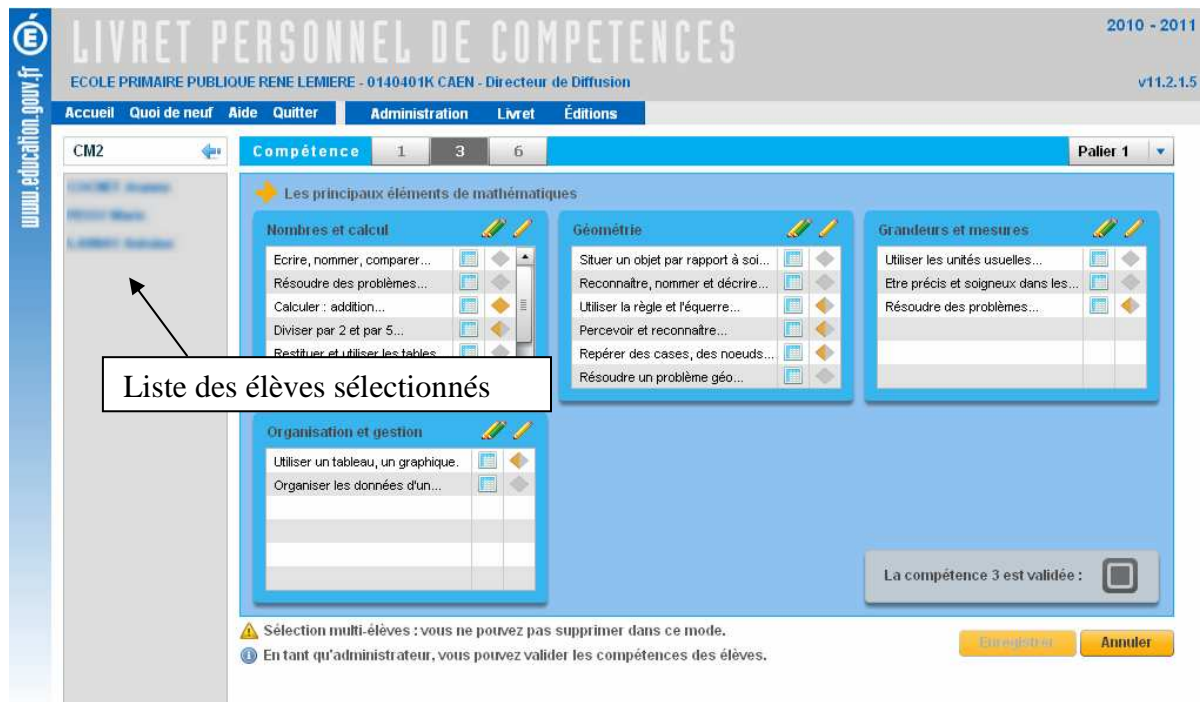 LIVRET PERSONNEL DE COMPETENCES
2010 - 2011
ECOLE PRIMAIRE PUBLIQUE RENE LEMIERE - 0140401K CAEN - Directeur de Diffusion
v11.2.1.5
www.education.gouv.fr
Accueil Quoi de neuf Aide Quitter Administration Livret Éditions
CM2
Compétence 1 3 6
Palier 1
Les principaux éléments de mathématiques
Nombres et calcul
Ecrire, nommer, comparer...
Résoudre des problèmes...
Calculer : addition...
Diviser par 2 et par 5...
Restituer et utiliser les tables
Géométrie
Situer un objet par rapport à soi...
Reconnaître, nommer et décrire...
Utiliser la règle et l'équerre...
Percevoir et reconnaître...
Repérer des cases, des noeuds...
Résoudre un problème géo...
Grandeurs et mesures
Utiliser les unités usuelles...
Etre précis et soigneux dans les...
Résoudre des problèmes...
Liste des élèves sélectionnés
Organisation et gestion
Utiliser un tableau, un graphique.
Organiser les données d'un...
La compétence 3 est validée :
Sélection multi-élèves : vous ne pouvez pas supprimer dans ce mode.
En tant qu'administrateur, vous pouvez valider les compétences des élèves.
Enregistrer
Annuler